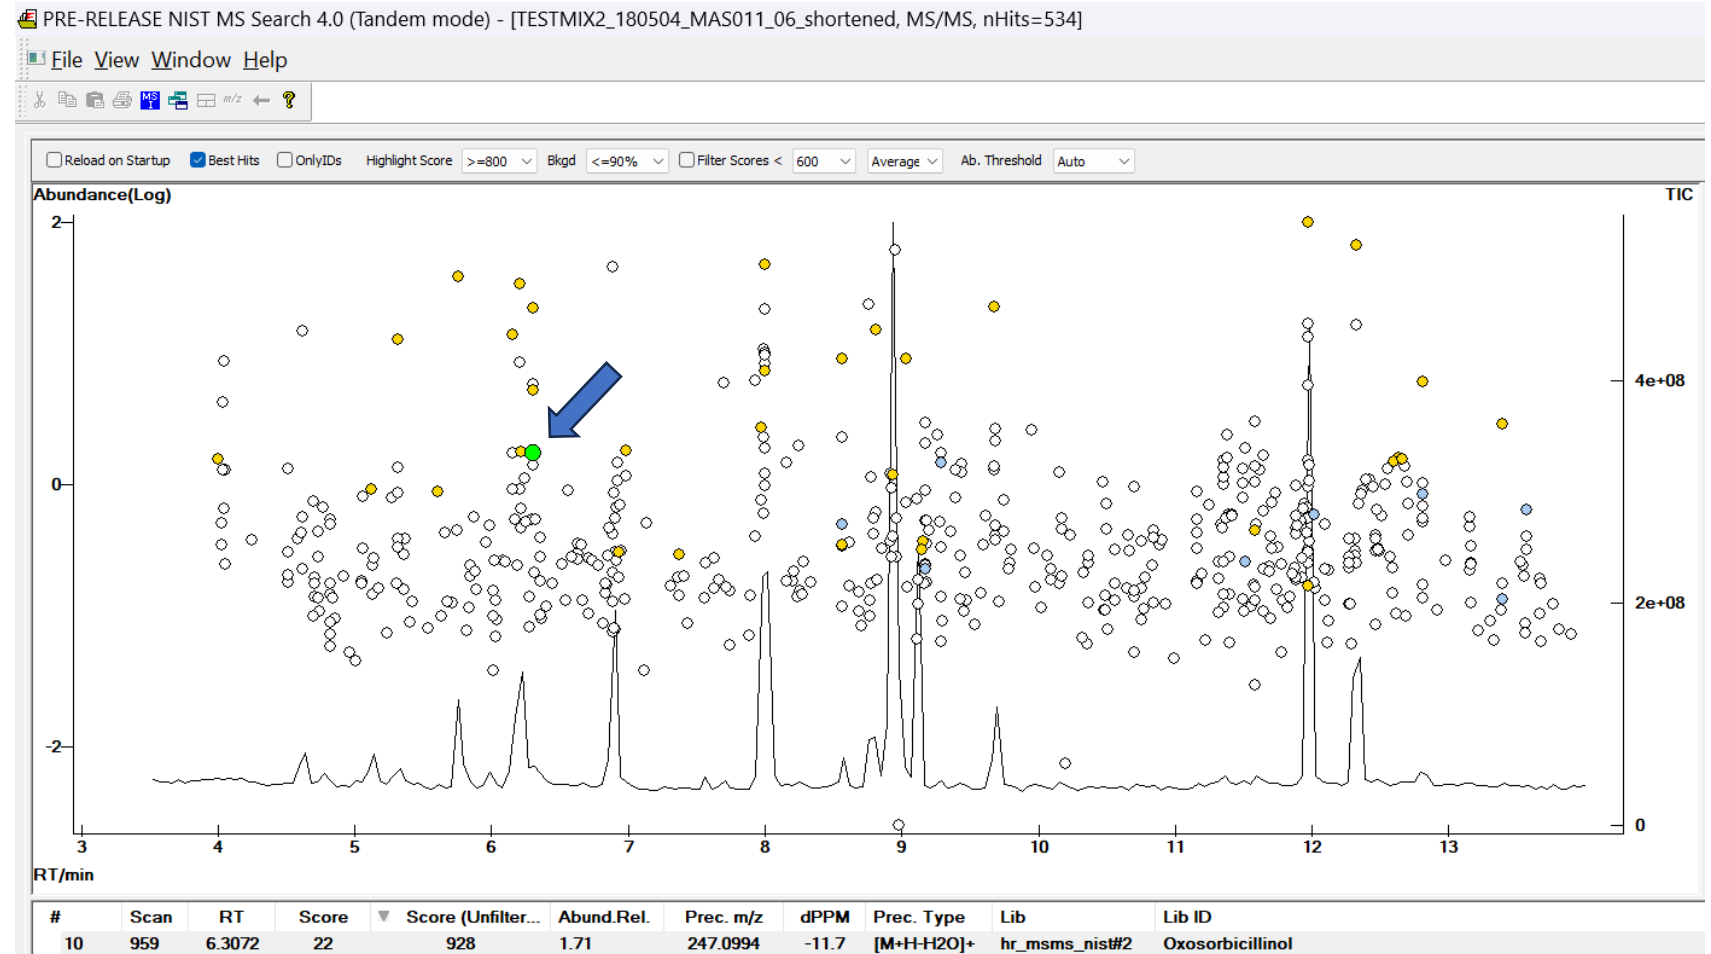 PRE-RELEASE NIST MS Search 4.0 (Tandem mode) - [TESTMIX2_180504_MAS011_06_shortened, MS/MS, nHits=534]
File View Window Help
MS I m/z ?
Reload on Startup Best Hits OnlyIDs Highlight Score >=800 Bkgd <=90% Filter Scores < 600 Average Ab. Threshold Auto
Abundance(Log) TIC
2
4e+08
0
2e+08
-2
0
3 4 5 6 7 8 9 10 11 12 13
RT/min
# Scan RT Score Score (Unfilter... Abund.Rel. Prec. m/z dPPM Prec. Type Lib Lib ID
10 959 6.3072 22 928 1.71 247.0994 -11.7 [M+H-H2O]+ hr_msms_nist#2 Oxosorbicillinol